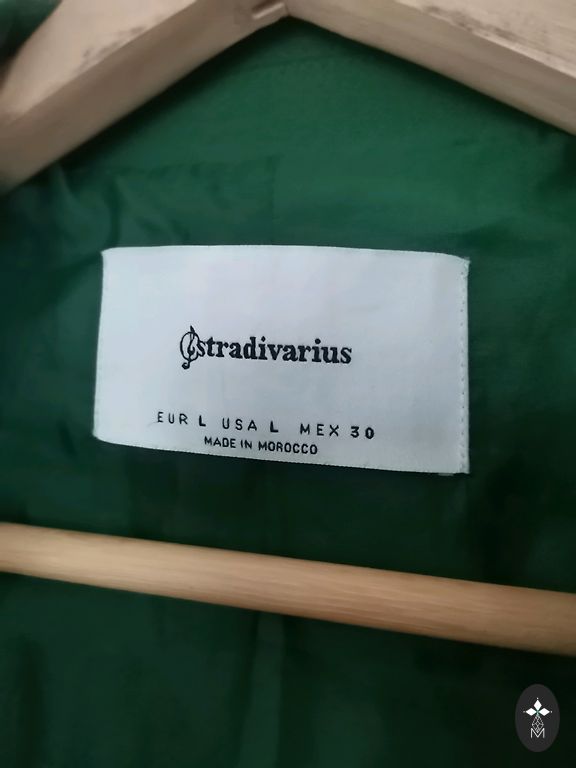 stradivarius
EUR L USA L MEX 30
MADE IN MOROCCO
M